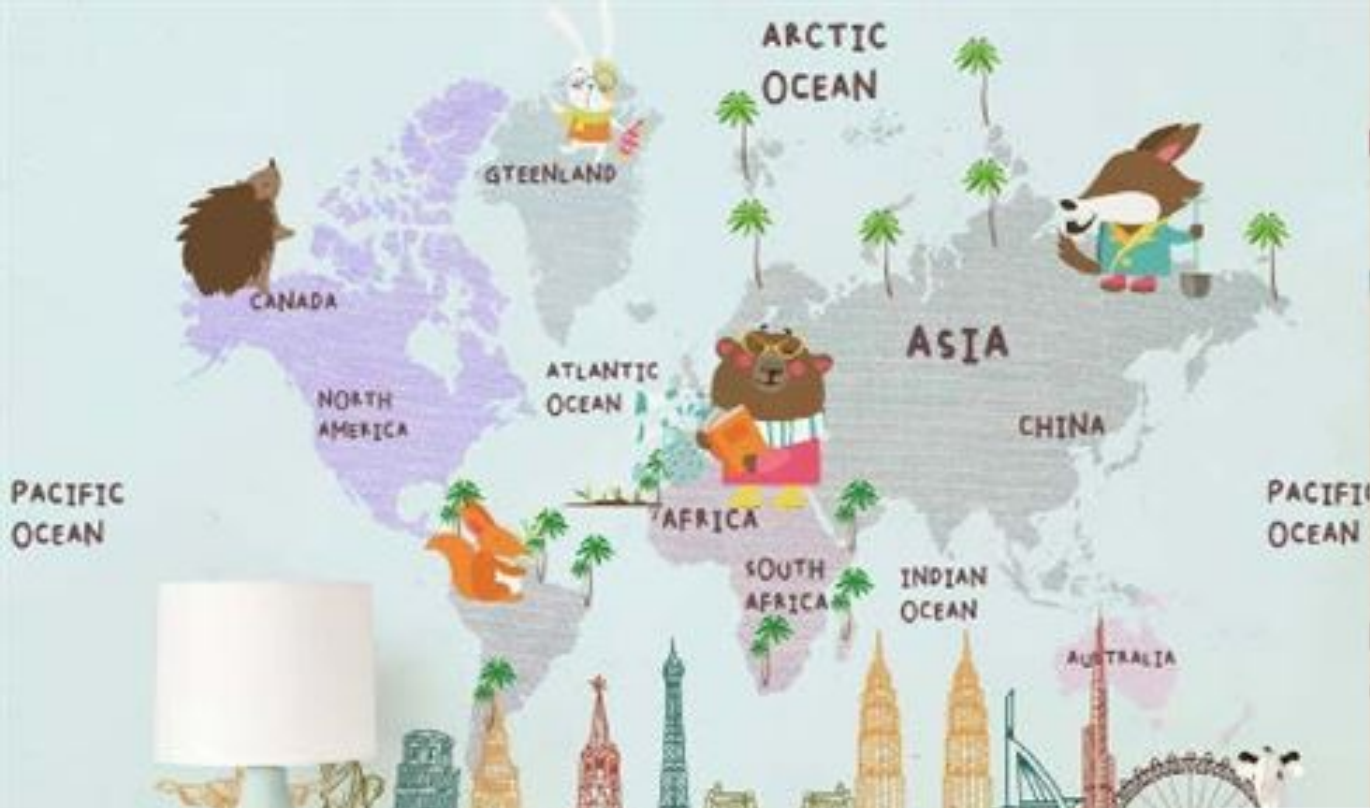 ARCTIC
OCEAN
GTEENLAND
CANADA
ASIA
ATLANTIC
OCEAN
NORTH
AMERICA
CHINA
PACIFIC
OCEAN
PACIFIC
OCEAN
AFRICA
SOUTH
AFRICA
INDIAN
OCEAN
AUSTRALIA